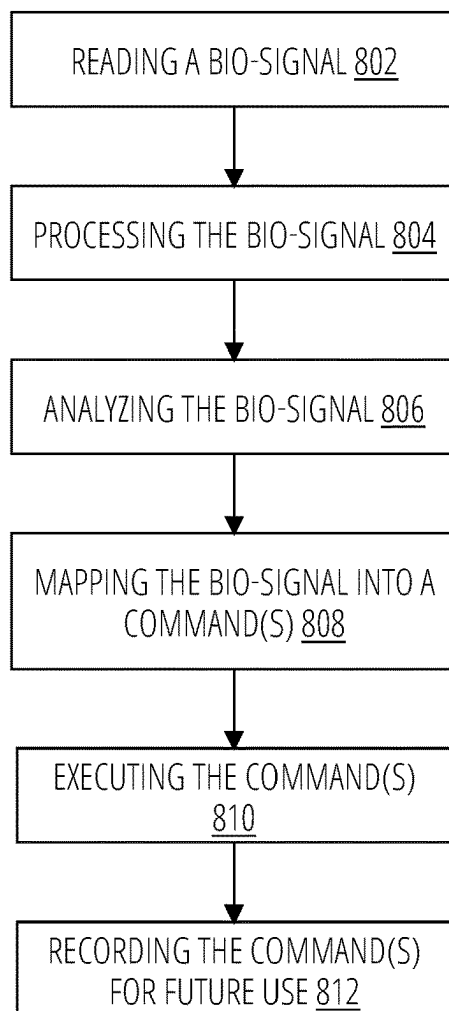 READING A BIO-SIGNAL 802
PROCESSING THE BIO-SIGNAL 804
ANALYZING THE BIO-SIGNAL 806
MAPPING THE BIO-SIGNAL INTO A
COMMAND(S) 808
EXECUTING THE COMMAND(S)
810
RECORDING THE COMMAND(S)
FOR FUTURE USE 812